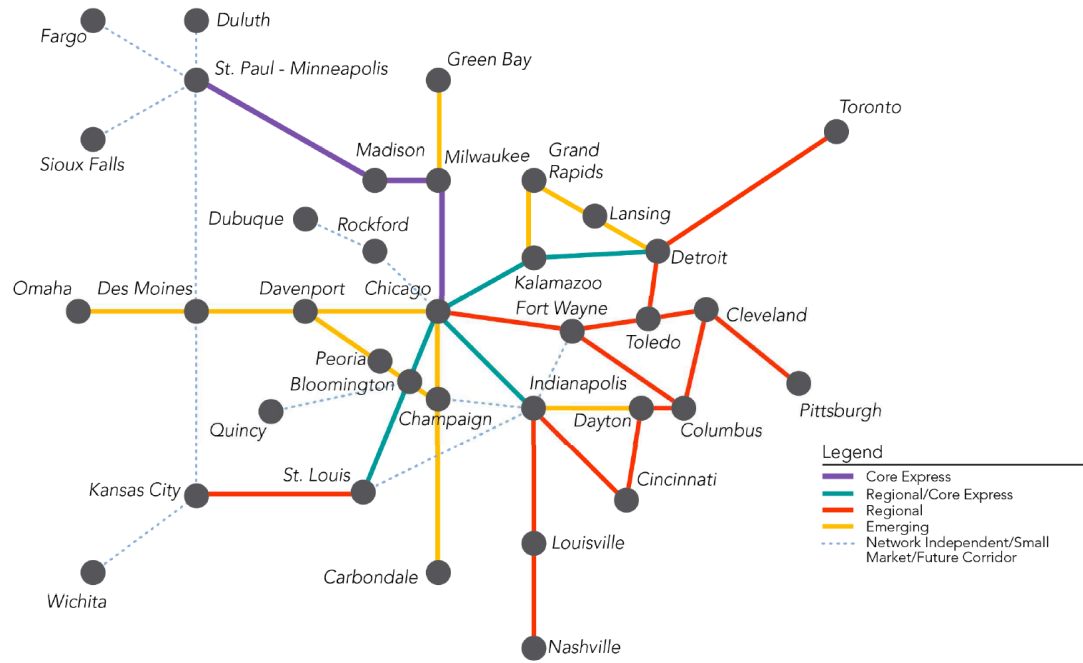 Fargo
Duluth
St. Paul - Minneapolis
Green Bay
Toronto
Sioux Falls
Madison
Milwaukee
Grand
Rapids
Lansing
Dubuque
Rockford
Detroit
Kalamazoo
Omaha
Des Moines
Davenport
Chicago
Fort Wayne
Cleveland
Toledo
Peoria
Bloomington
Indianapolis
Champaign
Dayton
Columbus
Pittsburgh
Quincy
St. Louis
Kansas City
Cincinnati
Louisville
Carbondale
Wichita
Nashville
Legend
Core Express
Regional/Core Express
Regional
Emerging
Network Independent/Small
Market/Future Corridor